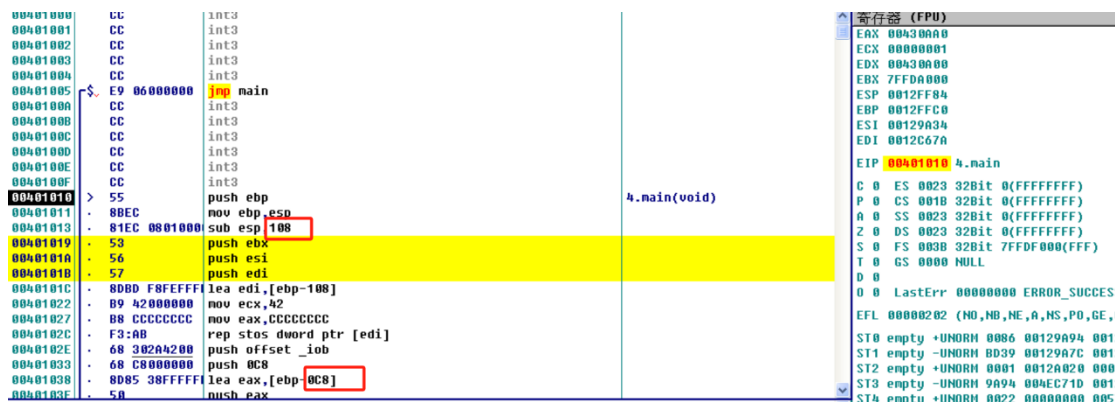 00401000 CC int3
00401001 CC int3
00401002 CC int3
00401003 CC int3
00401004 CC int3
00401005 $ E9 06000000 jmp main
0040100A CC int3
0040100B CC int3
0040100C CC int3
0040100D CC int3
0040100E CC int3
0040100F CC int3
00401010 > 55 push ebp 4.main(void)
00401011 . 8BEC mov ebp,esp
00401013 . 81EC 0801000 sub esp,108
00401019 . 53 push ebx
0040101A . 56 push esi
0040101B . 57 push edi
0040101C . 8DBD F8FEFFF lea edi,[ebp-108]
00401022 . B9 42000000 mov ecx,42
00401027 . B8 CCCCCCCC mov eax,CCCCCCCC
0040102C . F3:AB rep stos dword ptr [edi]
0040102E . 68 302A4200 push offset _iob
00401033 . 68 C8000000 push 0C8
00401038 . 8D85 38FFFFF lea eax,[ebp-0C8]
0040103E . 50 push eax
寄存器 (FPU)
EAX 00430AA0
ECX 00000001
EDX 00430A00
EBX 7FFDA000
ESP 0012FF84
EBP 0012FFC0
ESI 00129A34
EDI 0012C67A
EIP 00401010 4.main
C 0 ES 0023 32Bit 0(FFFFFFFF)
P 0 CS 001B 32Bit 0(FFFFFFFF)
A 0 SS 0023 32Bit 0(FFFFFFFF)
Z 0 DS 0023 32Bit 0(FFFFFFFF)
S 0 FS 003B 32Bit 7FFDF000(FFF)
T 0 GS 0000 NULL
D 0
O 0 LastErr 00000000 ERROR_SUCCES
EFL 00000202 (NO,NB,NE,A,NS,PO,GE,
ST0 empty +UNORM 0086 00129A94 001
ST1 empty -UNORM BD39 00129A7C 001
ST2 empty +UNORM 0001 0012A020 000
ST3 empty -UNORM 9A94 004EC71D 001
ST4 empty +UNORM 0022 00000000 005